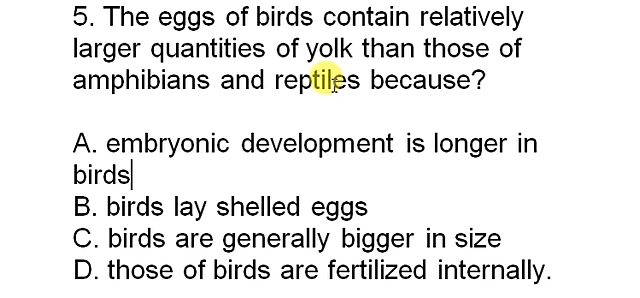 5. The eggs of birds contain relatively
larger quantities of yolk than those of
amphibians and reptiles because?
A. embryonic development is longer in
birds
B. birds lay shelled eggs
C. birds are generally bigger in size
D. those of birds are fertilized internally.